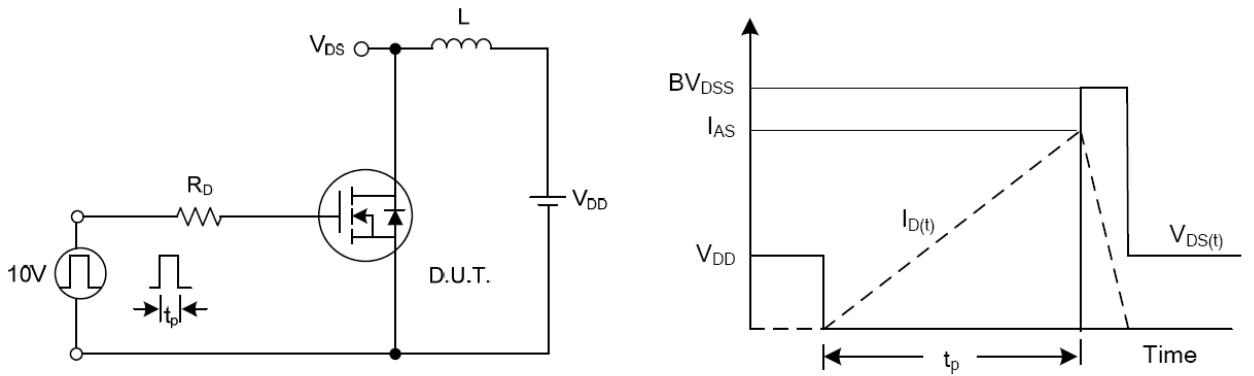 L
V_DS
R_D
V_DD
10V
t_p
D.U.T.
BV_DSS
I_AS
I_D(t)
V_DD
V_DS(t)
t_p
Time